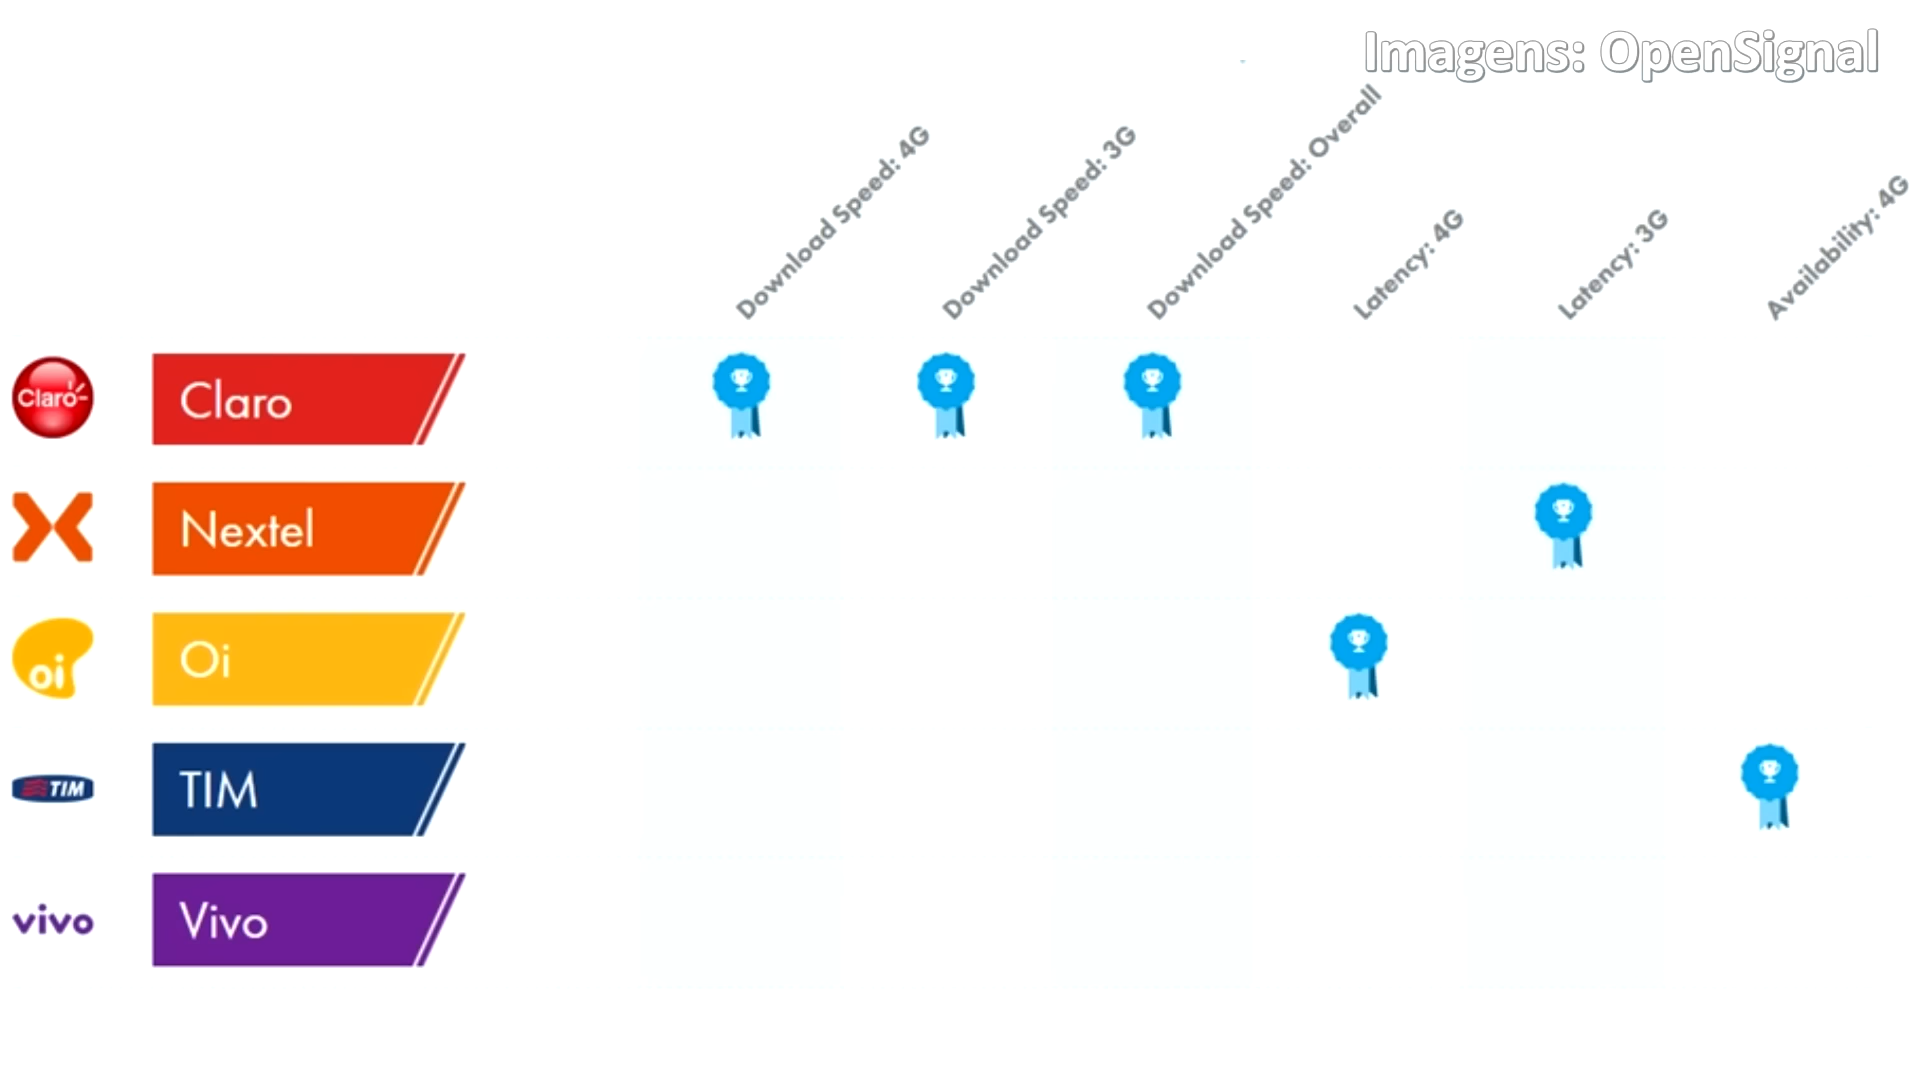 Imagens: OpenSignal
Download Speed: 4G
Download Speed: 3G
Download Speed: Overall
Latency: 4G
Latency: 3G
Availability: 4G
Claro
Claro
Nextel
oi
Oi
TIM
TIM
vivo
Vivo